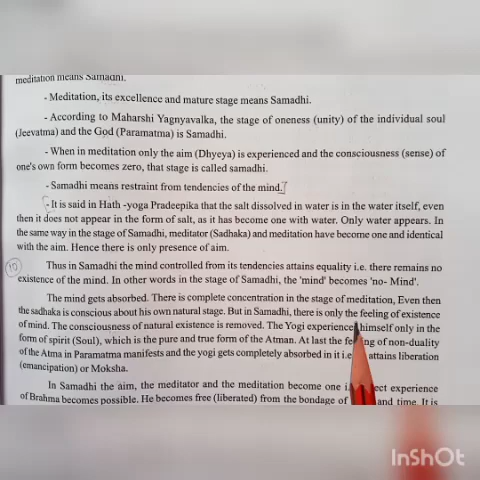 meditation means Samadhi.
- Meditation, its excellence and mature stage means Samadhi.
- According to Maharshi Yagnyavalka, the stage of oneness (unity) of the individual soul
(Jeevatma) and the God (Paramatma) is Samadhi.
- When in meditation only the aim (Dhyeya) is experienced and the consciousness (sense) of
one's own form becomes zero, that stage is called samadhi.
- Samadhi means restraint from tendencies of the mind.
- It is said in Hath -yoga Pradeepika that the salt dissolved in water is in the water itself, even
then it does not appear in the form of salt, as it has become one with water. Only water appears. In
the same way in the stage of Samadhi, meditator (Sadhaka) and meditation have become one and identical
with the aim. Hence there is only presence of aim.
10
Thus in Samadhi the mind controlled from its tendencies attains equality i.e. there remains no
existence of the mind. In other words in the stage of Samadhi, the 'mind' becomes 'no- Mind'.
The mind gets absorbed. There is complete concentration in the stage of meditation, Even then
the sadhaka is conscious about his own natural stage. But in Samadhi, there is only the feeling of existence
of mind. The consciousness of natural existence is removed. The Yogi experience himself only in the
form of spirit (Soul), which is the pure and true form of the Atman. At last the of non-duality
of the Atma in Paramatma manifests and the yogi gets completely absorbed in it i.e attains liberation
(emancipation) or Moksha.
In Samadhi the aim, the meditator and the meditation become one experience
of Brahma becomes possible. He becomes free (liberated) from the bondage of and time. It is
InShOt